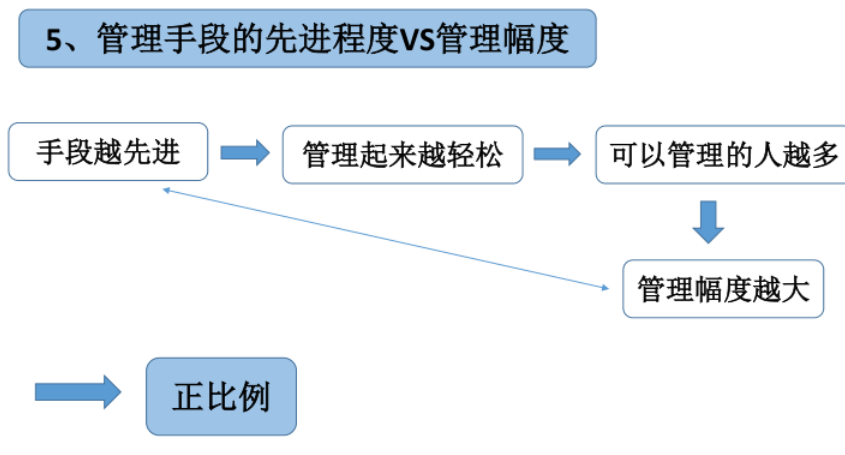 5、管理手段的先进程度VS管理幅度
手段越先进
管理起来越轻松
可以管理的人越多
管理幅度越大
正比例